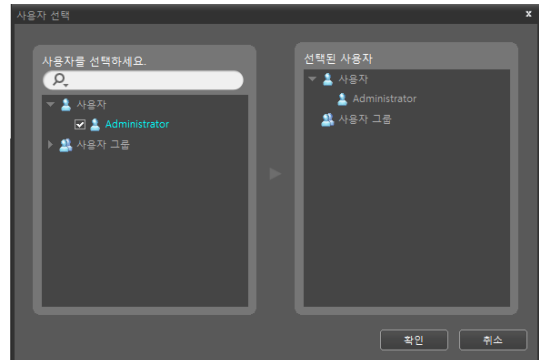 사용자 선택
x
사용자를 선택하세요.
사용자
Administrator
사용자 그룹
선택된 사용자
사용자
Administrator
사용자 그룹
확인
취소